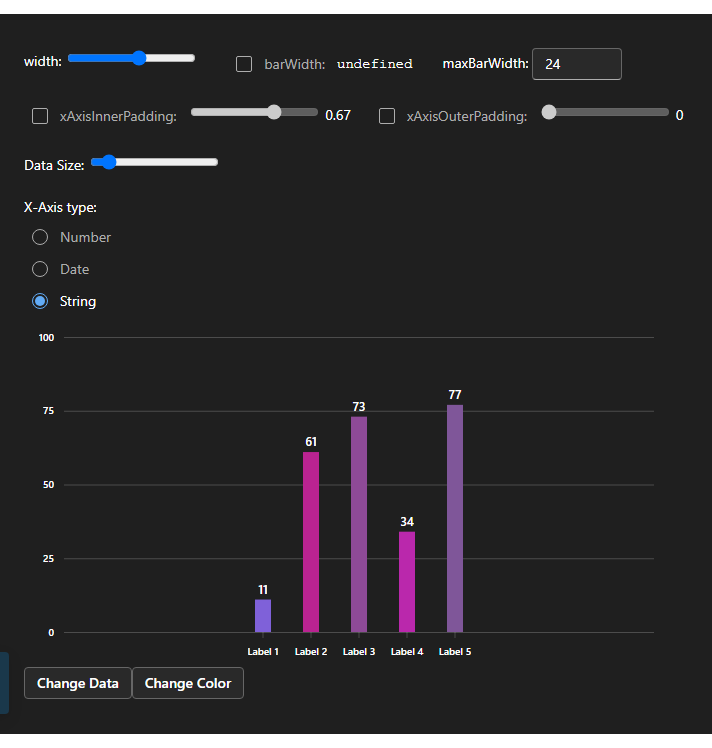 width: barWidth: undefined maxBarWidth: 24
xAxisInnerPadding: 0.67 xAxisOuterPadding: 0
Data Size:
X-Axis type:
Number
Date
String
100
75
50
25
0
11
61
73
34
77
Label 1 Label 2 Label 3 Label 4 Label 5
Change Data Change Color